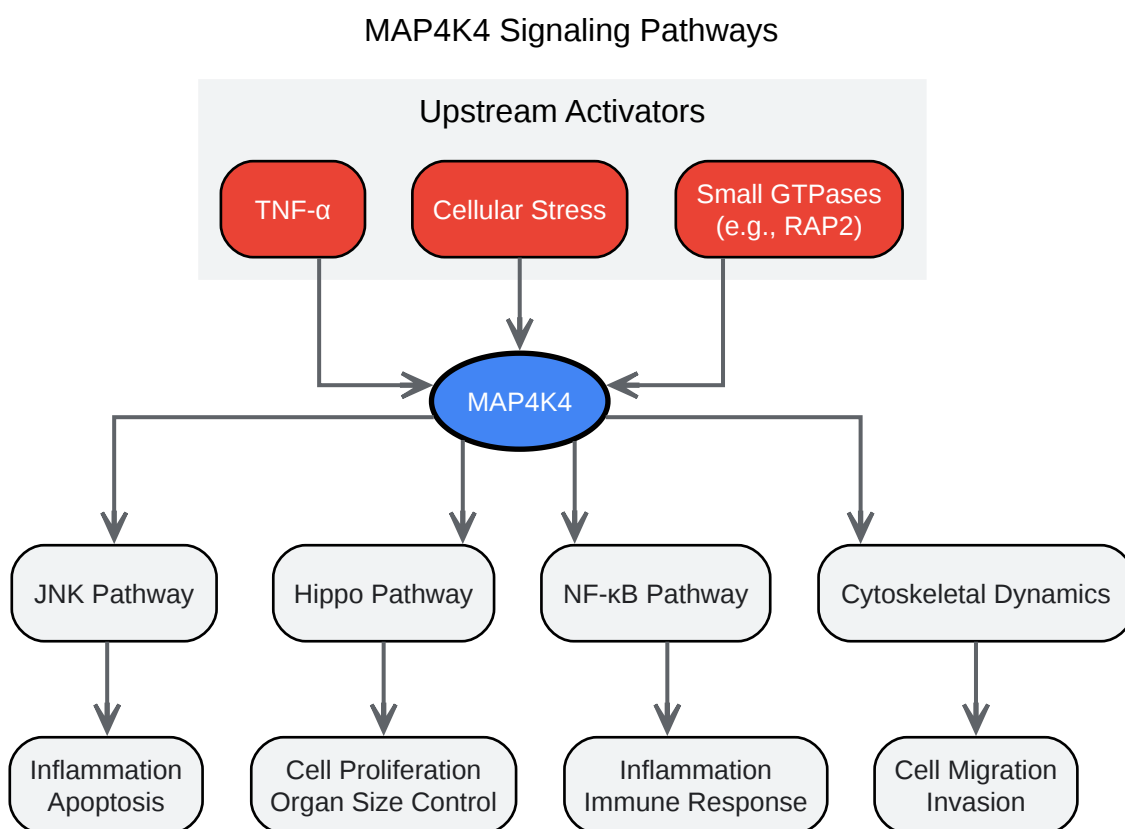 MAP4K4 Signaling Pathways
Upstream Activators
TNF-α
Cellular Stress
Small GTPases
(e.g., RAP2)
MAP4K4
JNK Pathway
Hippo Pathway
NF-κB Pathway
Cytoskeletal Dynamics
Inflammation
Apoptosis
Cell Proliferation
Organ Size Control
Inflammation
Immune Response
Cell Migration
Invasion